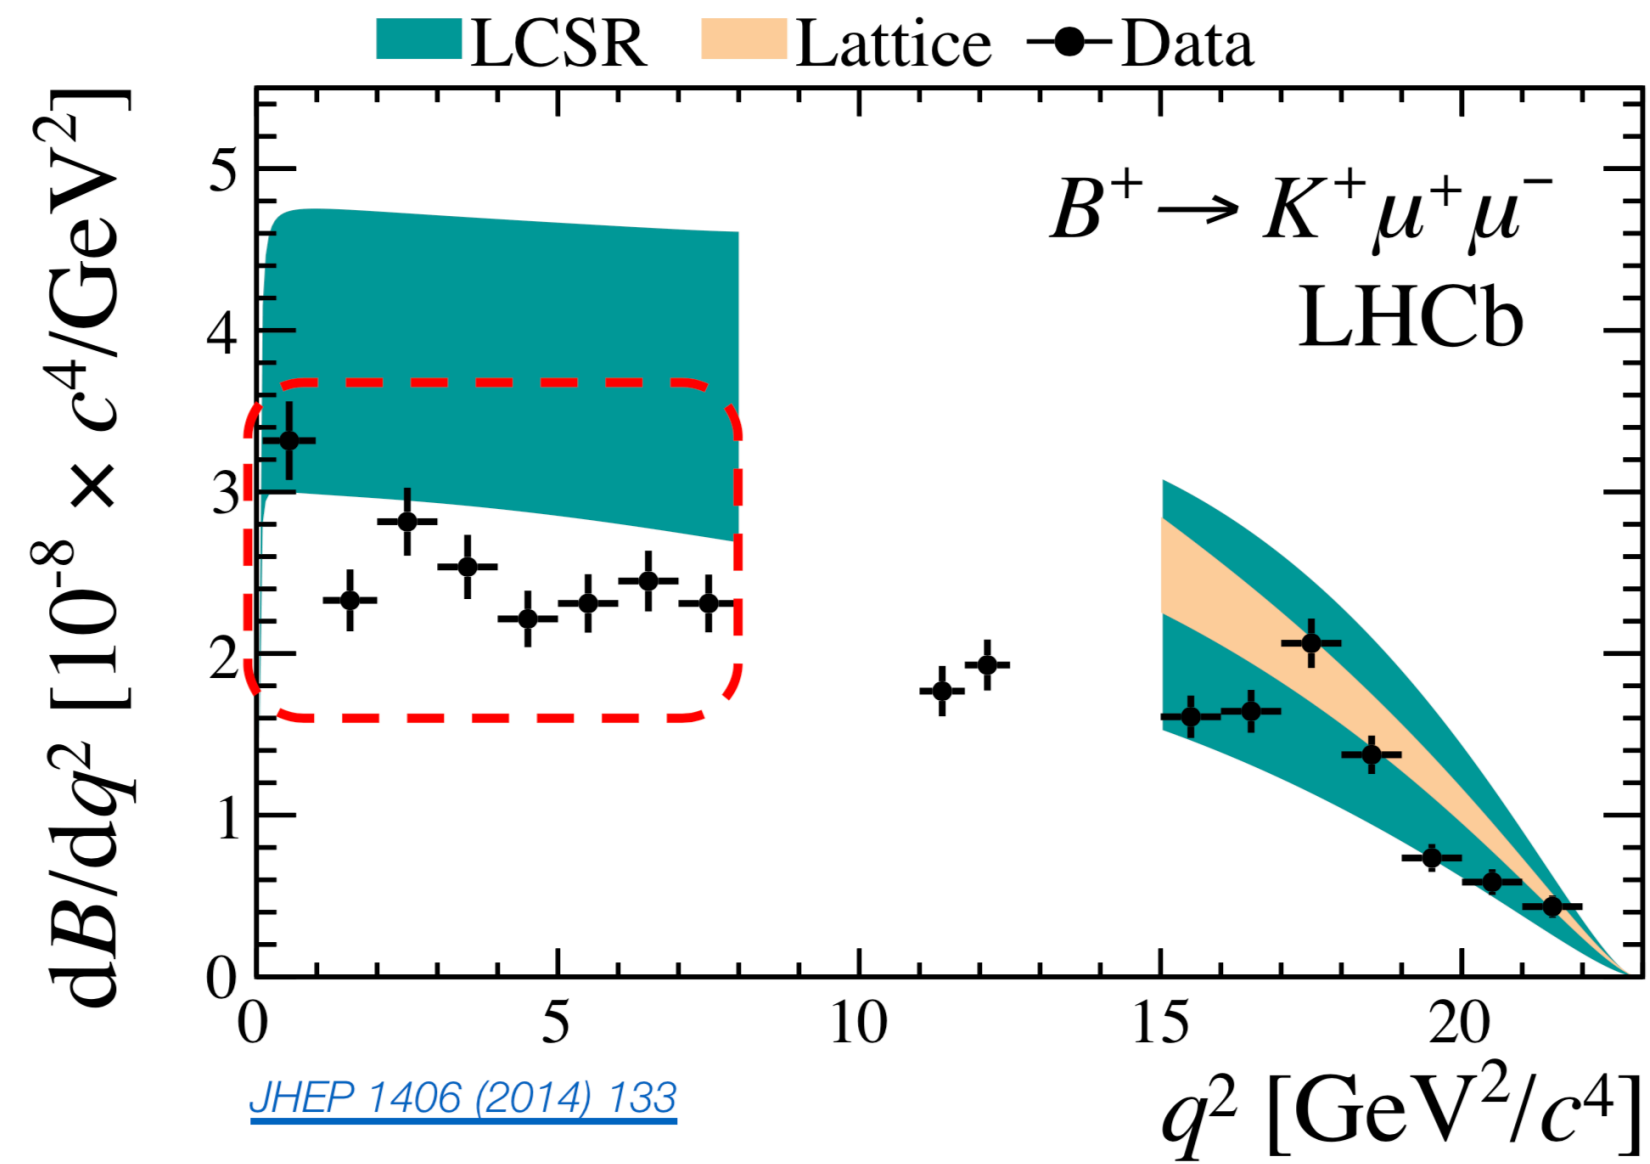 LCSR Lattice Data
dB/dq² [10⁻⁸ × c⁴/GeV²]
5
4
3
2
1
0
B⁺ → K⁺ μ⁺ μ⁻
LHCb
0 5 10 15 20
JHEP 1406 (2014) 133
q² [GeV²/c⁴]